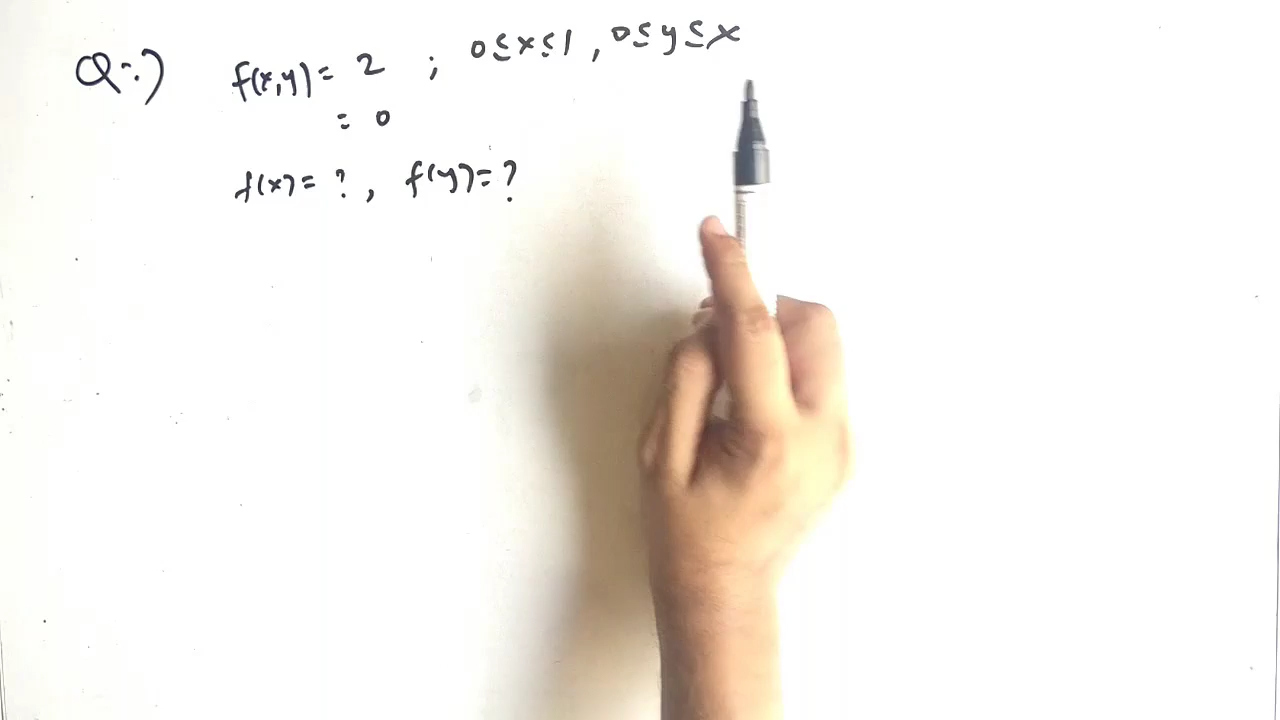 Q:-) f(x,y) = 2 ; 0≤x≤1 , 0≤y≤x
= 0
f(x) = ? , f(y) = ?